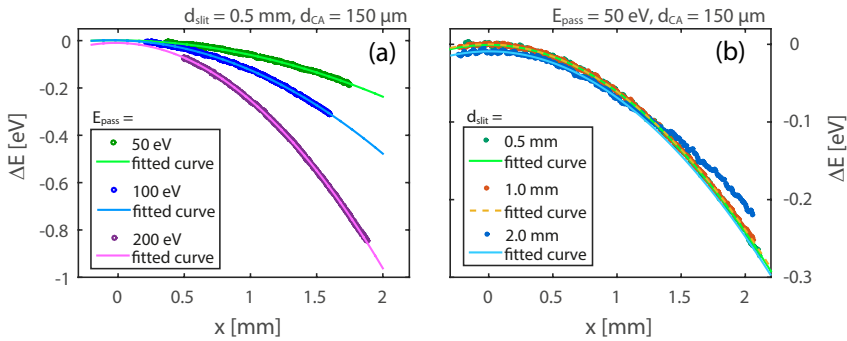 d_slit = 0.5 mm, d_CA = 150 μm
(a)
0
-0.2
-0.4
-0.6
-0.8
-1
ΔE [eV]
E_pass =
50 eV
fitted curve
100 eV
fitted curve
200 eV
fitted curve
0
0.5
1
1.5
2
x [mm]
E_pass = 50 eV, d_CA = 150 μm
(b)
0
-0.1
-0.2
-0.3
ΔE [eV]
d_slit =
0.5 mm
fitted curve
1.0 mm
fitted curve
2.0 mm
fitted curve
0
0.5
1
1.5
2
x [mm]